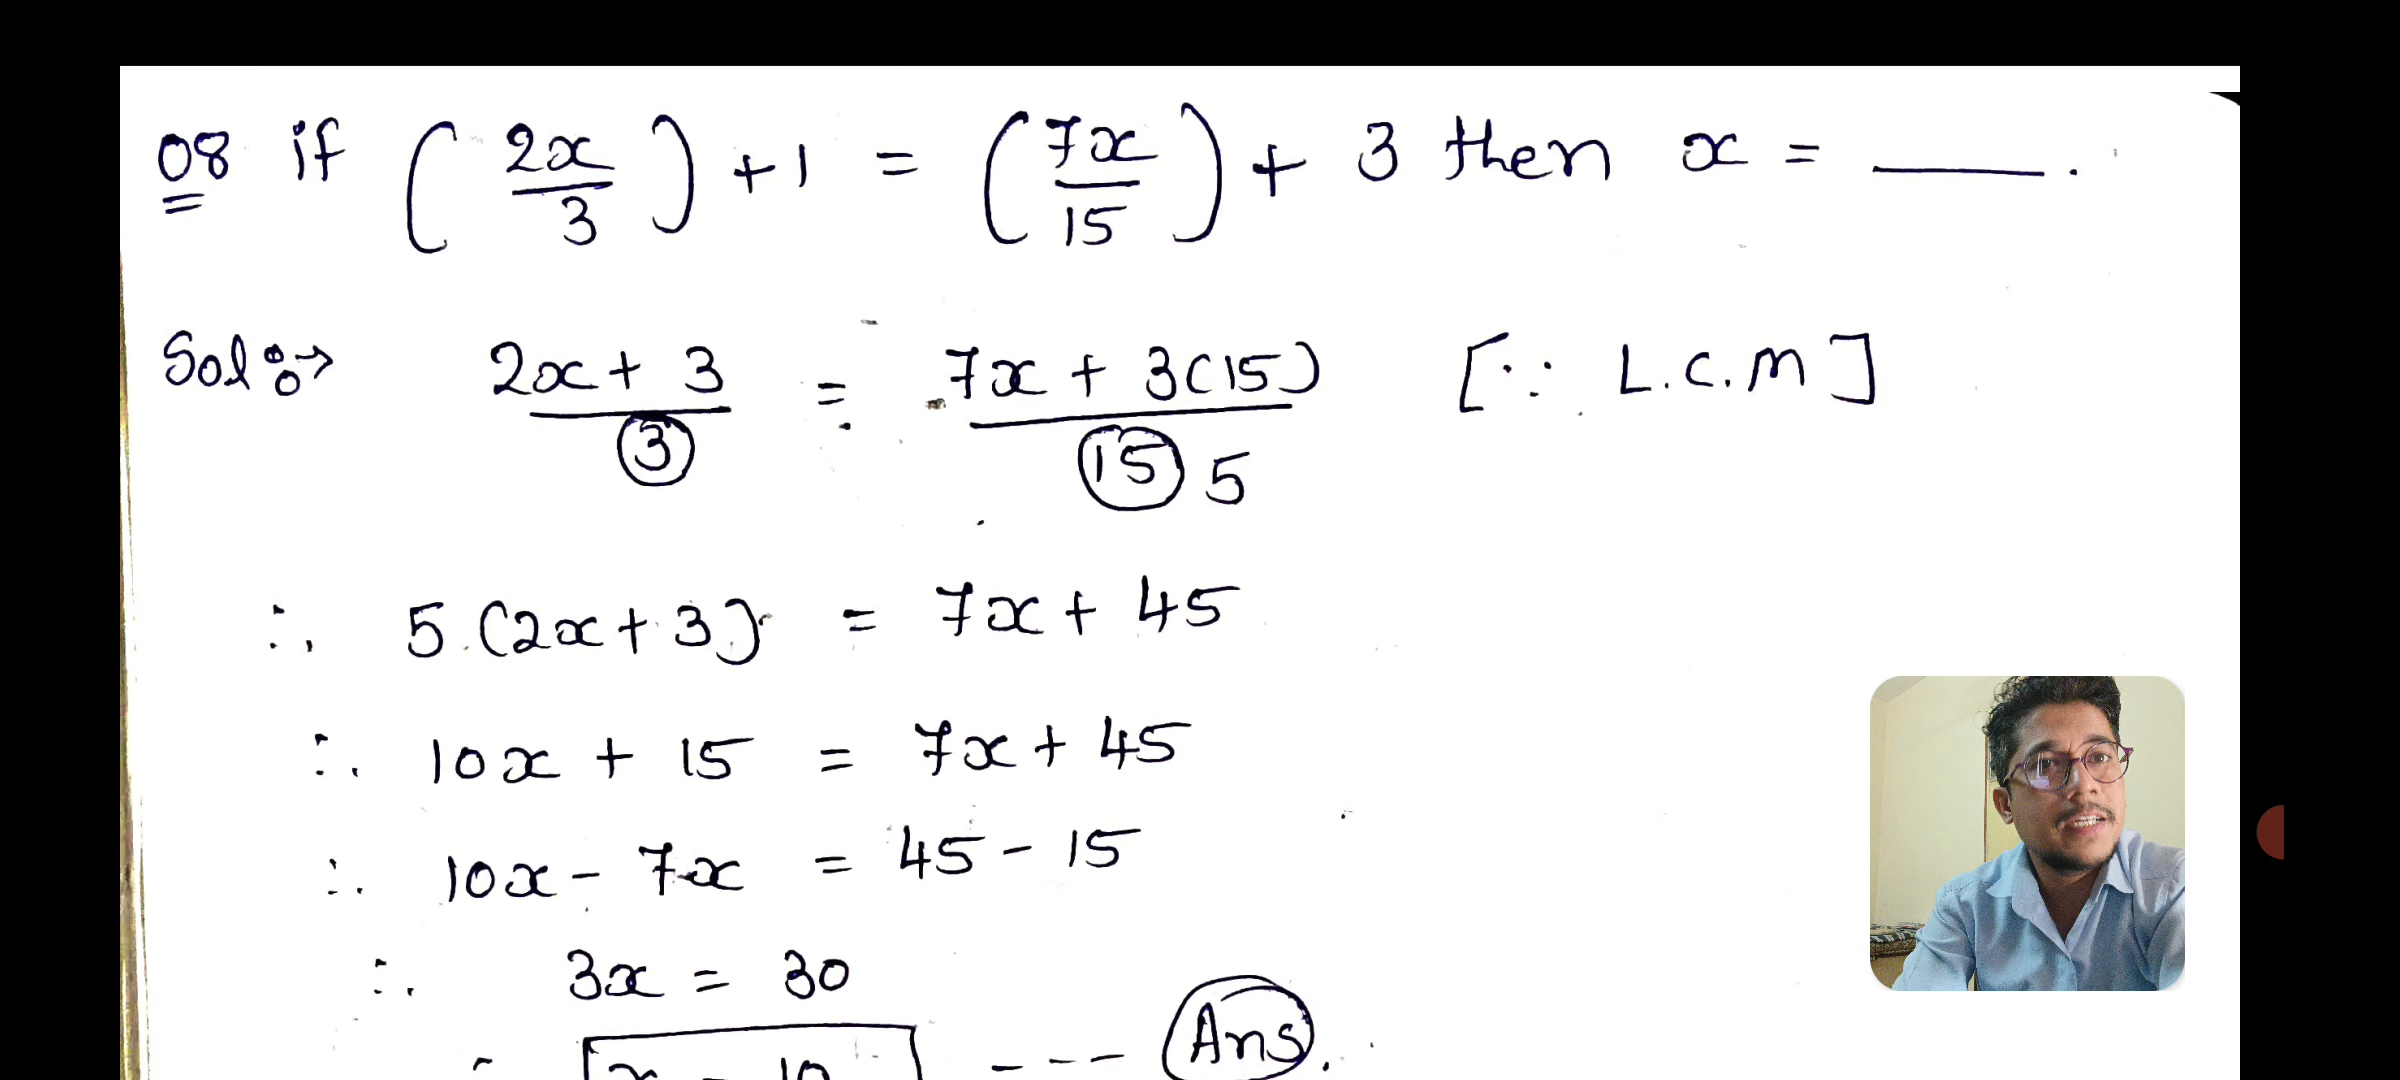 08 if (2x/3) + 1 = (7x/15) + 3 then x = ____.
Sol:→ 2x + 3 / 3 = 7x + 3(15) / 15 5 [∵ L.C.M]
∴ 5.(2x + 3) = 7x + 45
∴ 10x + 15 = 7x + 45
∴ 10x - 7x = 45 - 15
∴ 3x = 30
∴ x = 10 --- Ans.